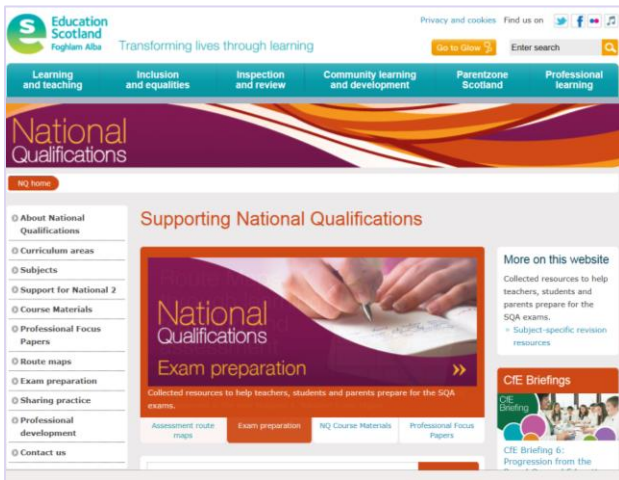 Education
Scotland
Foghlam Alba
Transforming lives through learning
Privacy and cookies Find us on
Go to Glow
Enter search
Learning
and teaching
Inclusion
and equalities
Inspection
and review
Community learning
and development
Parentzone
Scotland
Professional
learning
National
Qualifications
NQ home
About National
Qualifications
Curriculum areas
Subjects
Support for National 2
Course Materials
Professional Focus
Papers
Route maps
Exam preparation
Sharing practice
Professional
development
Contact us
Supporting National Qualifications
National
Qualifications
Exam preparation
Collected resources to help teachers, students and parents prepare for the SQA
exams.
Assessment route
maps
Exam preparation
NQ Course Materials
Professional Focus
Papers
More on this website
Collected resources to help
teachers, students and
parents prepare for the
SQA exams.
Subject-specific revision
resources
CfE Briefings
CfE
Briefing
CfE Briefing 6:
Progression from the